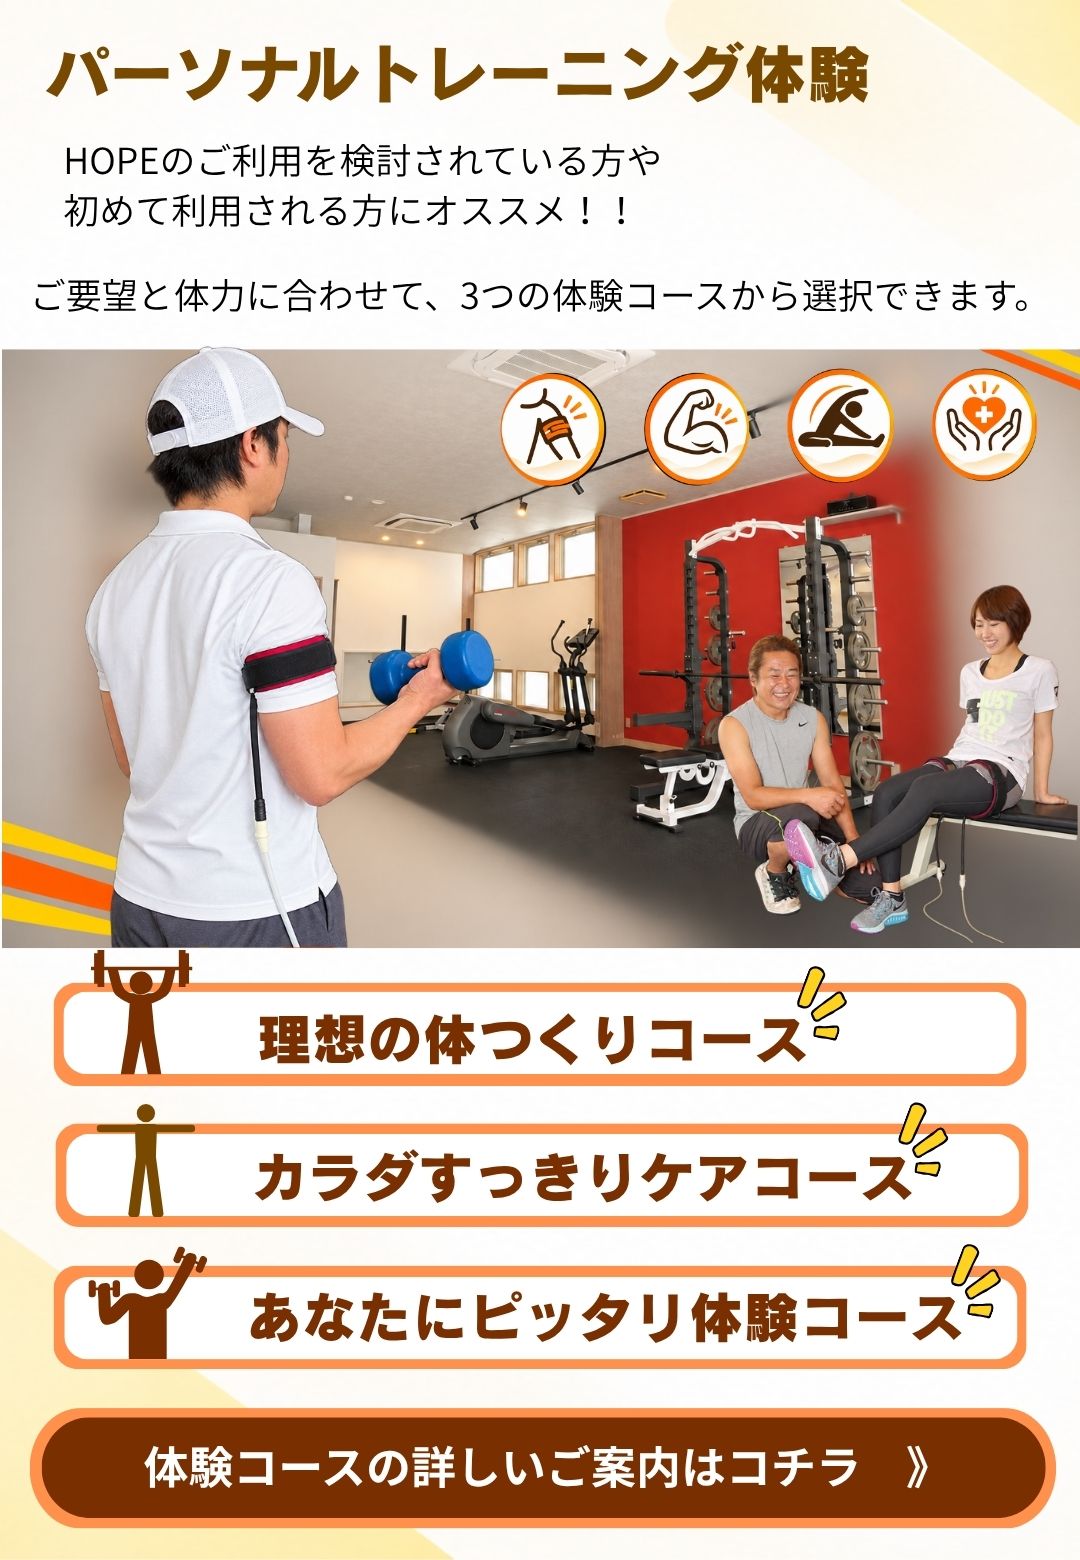 パーソナルトレーニング体験
HOPEのご利用を検討されている方や
初めて利用される方にオススメ！！
ご要望と体力に合わせて、3つの体験コースから選択できます。
JUST
DO
IT
理想の体つくりコース
カラダすっきりケアコース
あなたにピッタリ体験コース
体験コースの詳しいご案内はコチラ 》